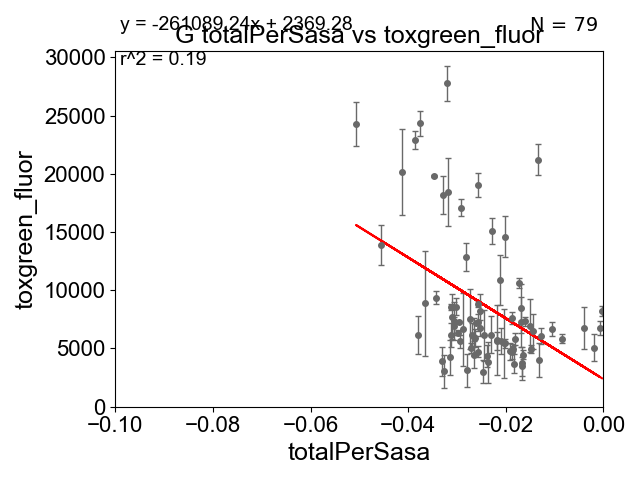 y = -261089.24x + 2369.28
N = 79
G totalPerSasa vs toxgreen_fluor
r^2 = 0.19
30000
25000
20000
15000
10000
5000
0
toxgreen_fluor
−0.10 −0.08 −0.06 −0.04 −0.02 0.00
totalPerSasa